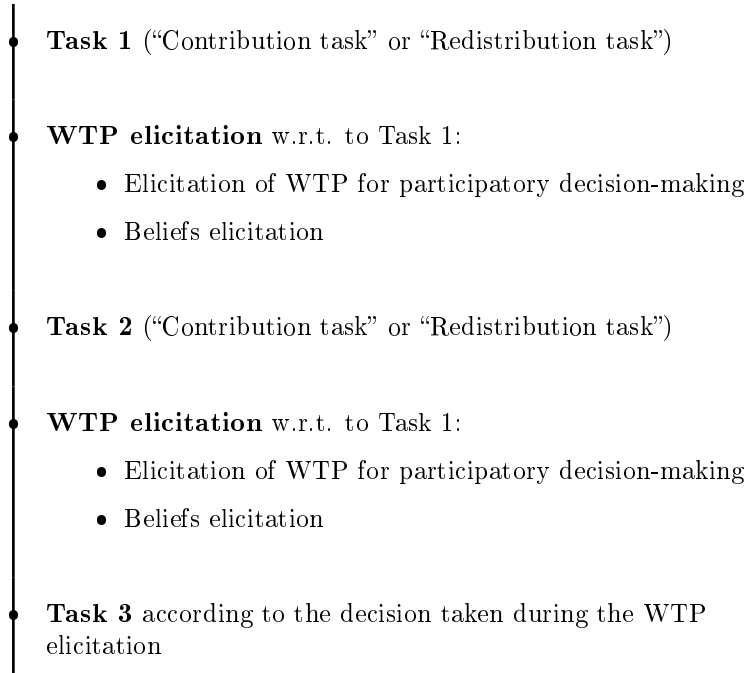 Task 1 (“Contribution task” or “Redistribution task”)
WTP elicitation w.r.t. to Task 1:
• Elicitation of WTP for participatory decision-making
• Beliefs elicitation
Task 2 (“Contribution task” or “Redistribution task”)
WTP elicitation w.r.t. to Task 1:
• Elicitation of WTP for participatory decision-making
• Beliefs elicitation
Task 3 according to the decision taken during the WTP
elicitation